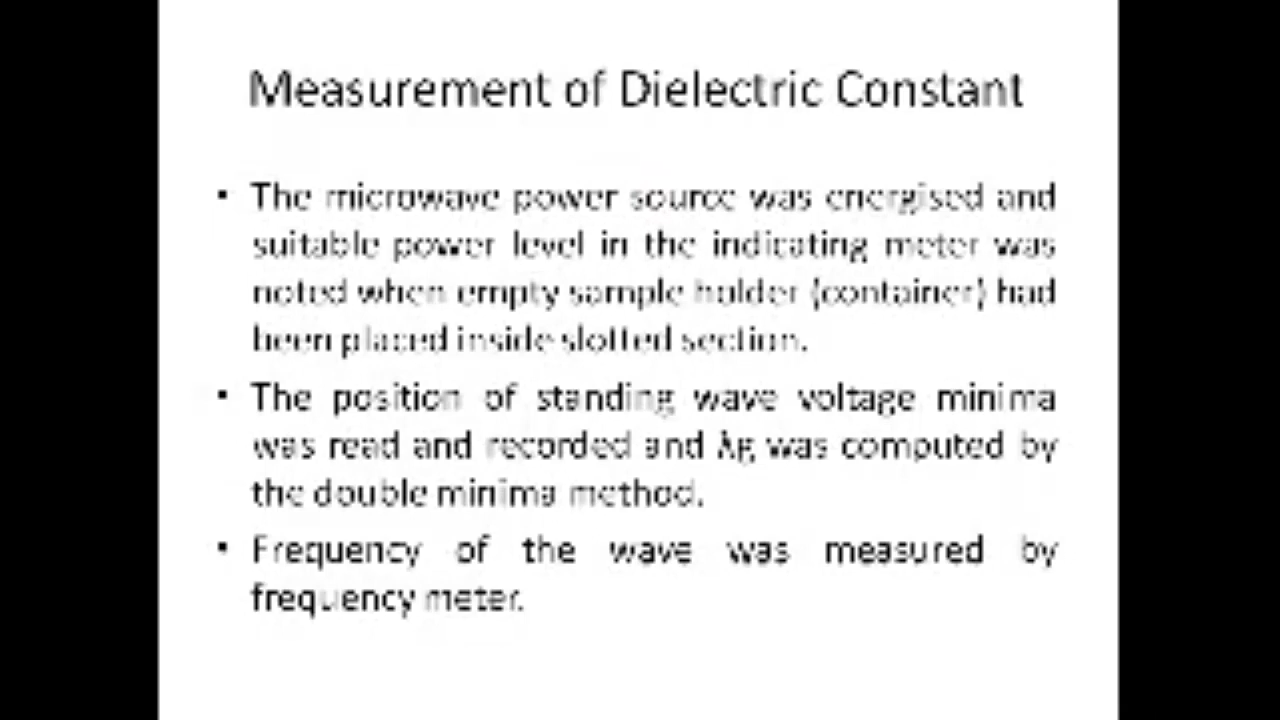 Measurement of Dielectric Constant
• The microwave power source was energised and
suitable power level in the indicating meter was
noted when empty sample holder (container) had
been placed inside slotted section.
• The position of standing wave voltage minima
was read and recorded and λg was computed by
the double minima method.
• Frequency of the wave was measured by
frequency meter.